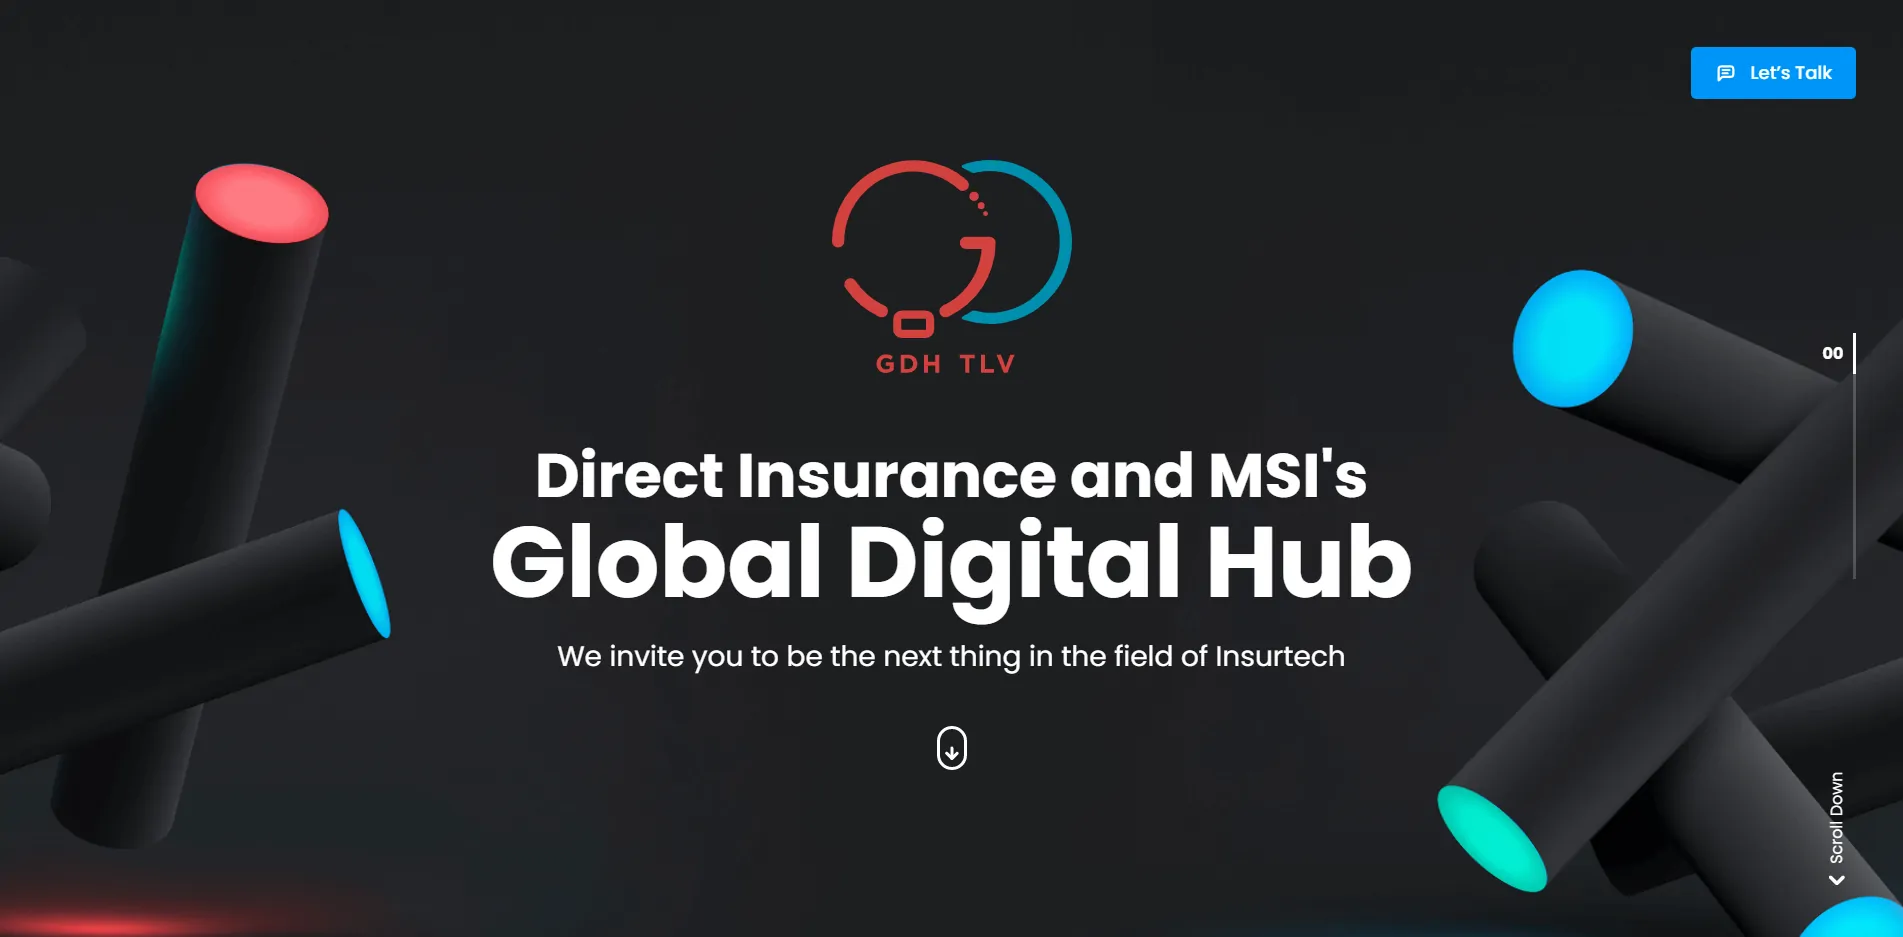 Let's Talk
GDH TLV
00
Direct Insurance and MSI's
Global Digital Hub
We invite you to be the next thing in the field of Insurtech
Scroll Down